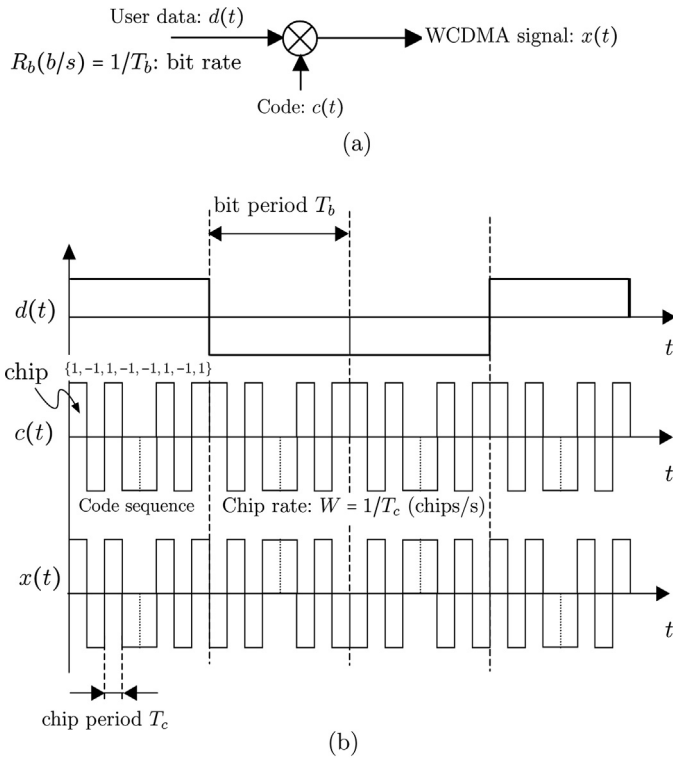 User data: d(t)
R_b(b/s) = 1/T_b: bit rate
WCDMA signal: x(t)
Code: c(t)
(a)
bit period T_b
d(t)
t
{1, −1, 1, −1, −1, 1, −1, 1}
chip
c(t)
t
Code sequence
Chip rate: W = 1/T_c (chips/s)
x(t)
t
chip period T_c
(b)